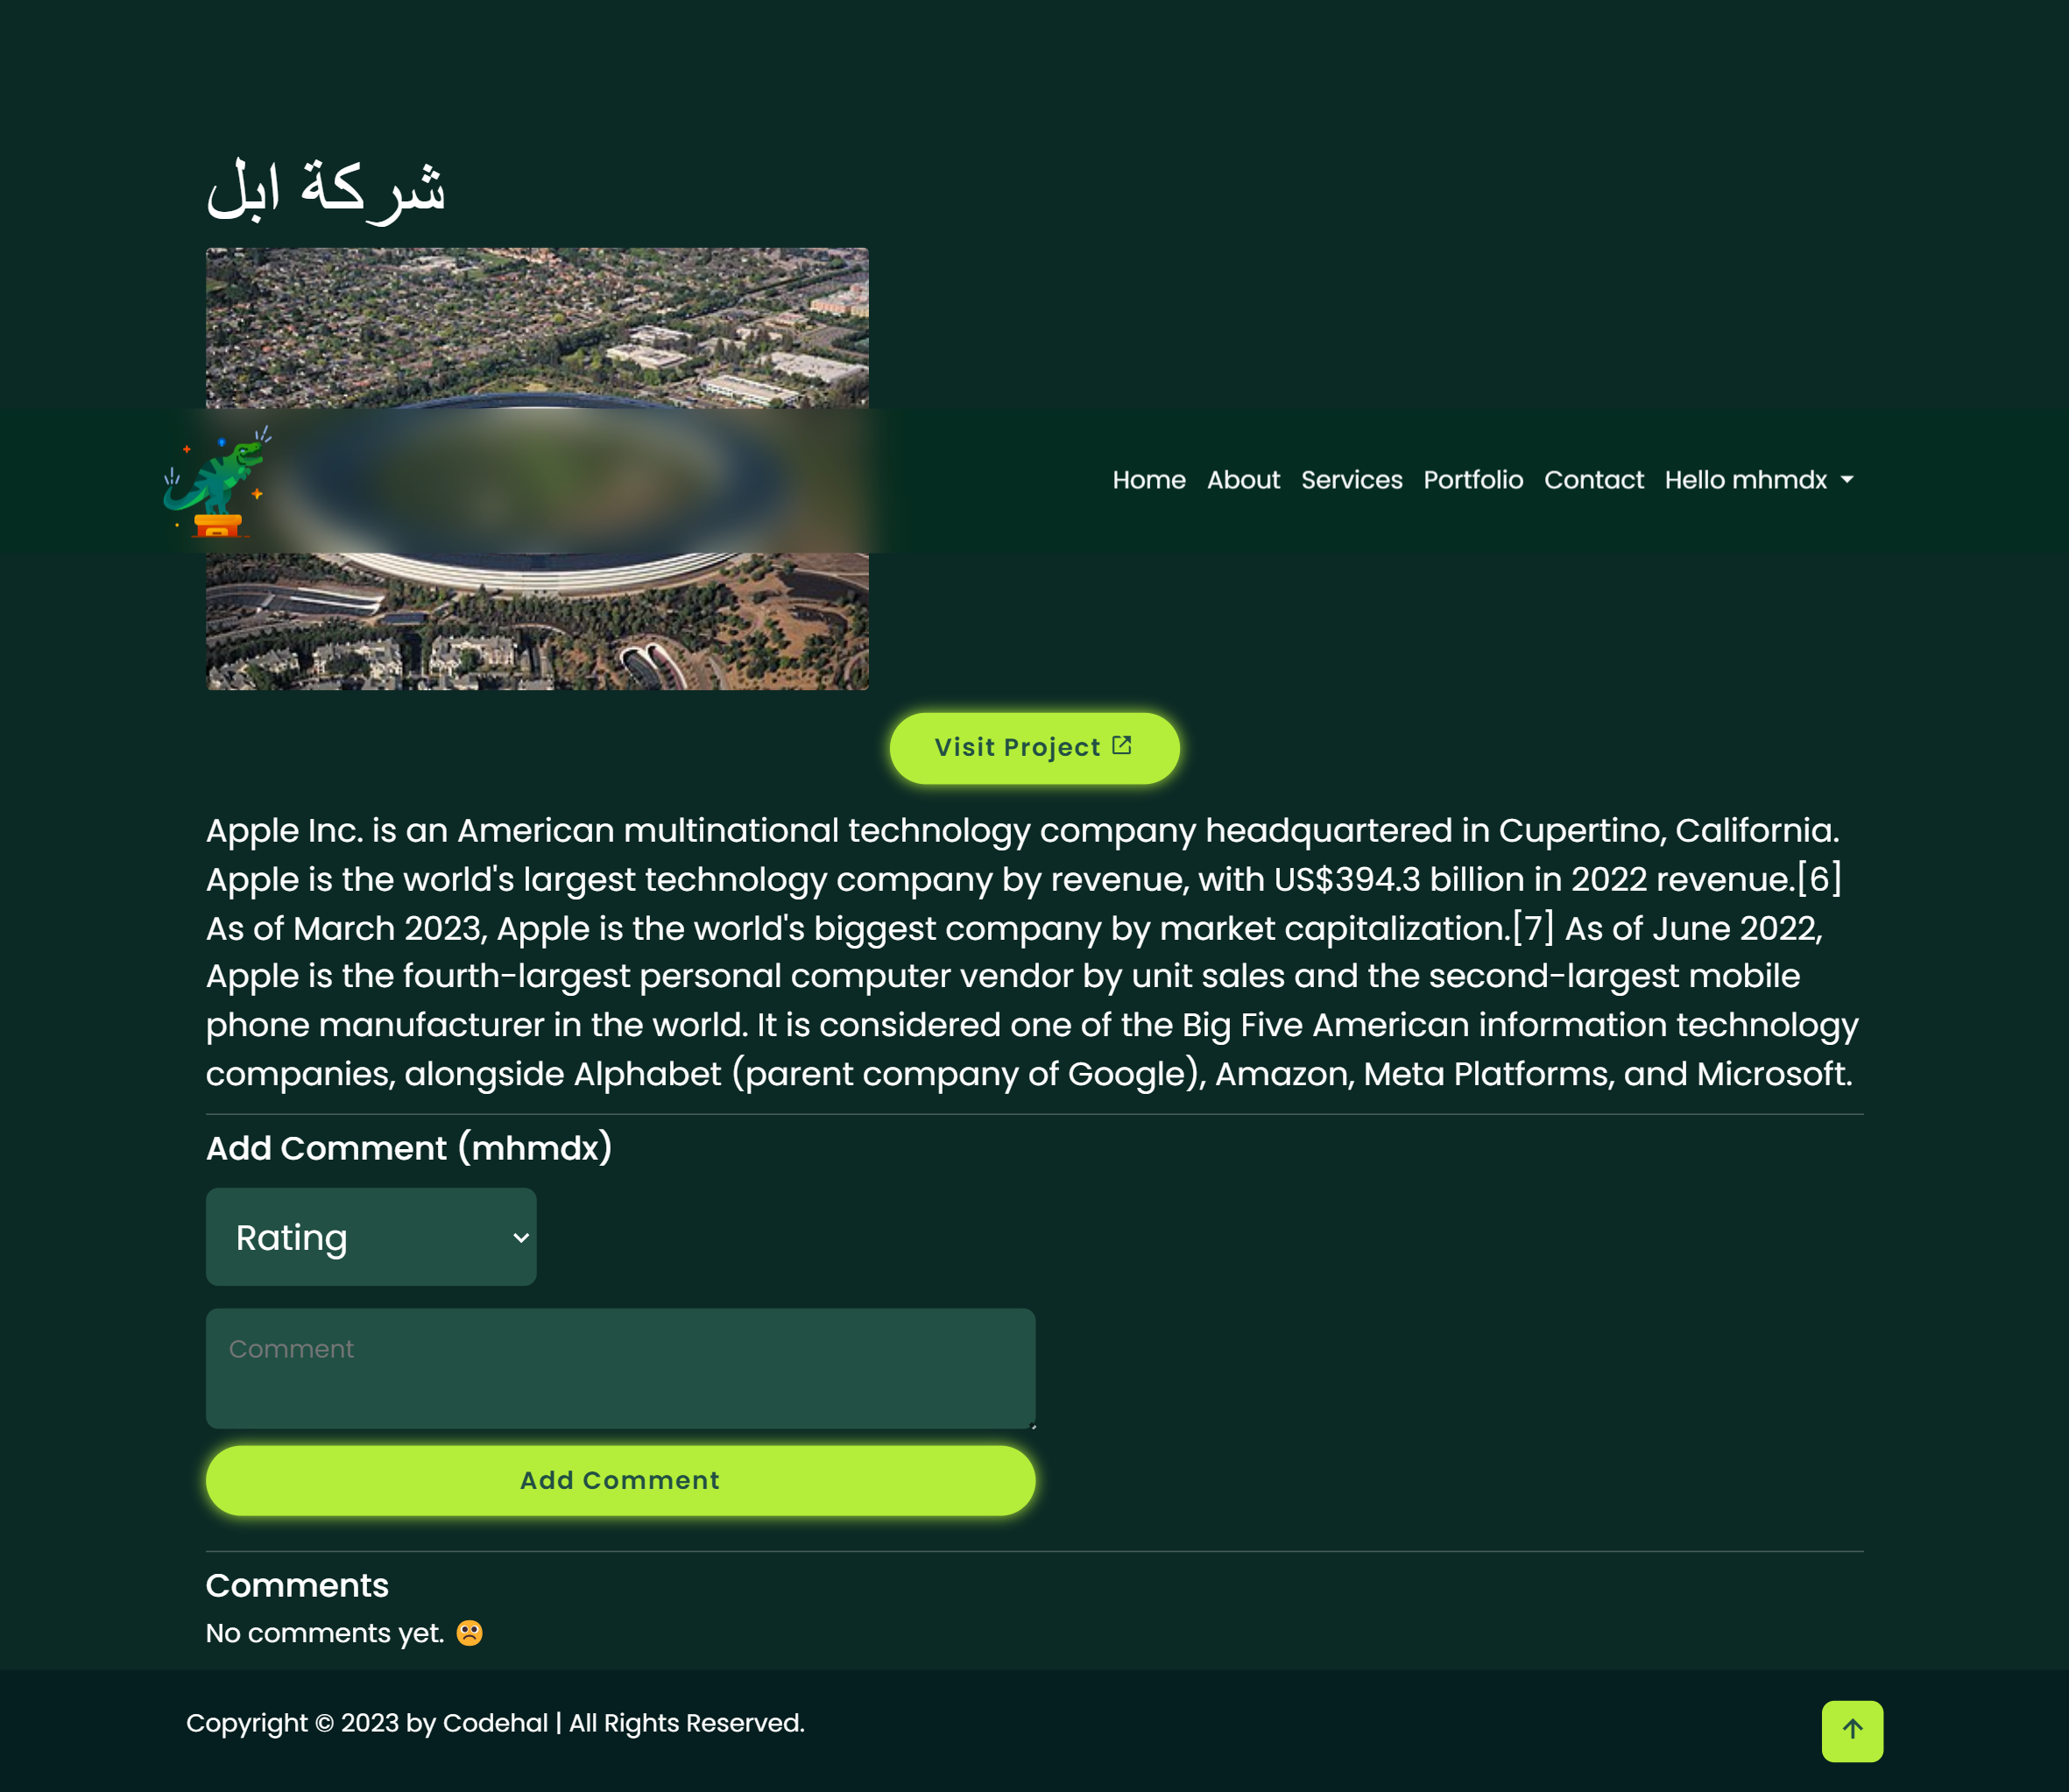 شركة ابل
Home About Services Portfolio Contact Hello mhmdx
Visit Project
Apple Inc. is an American multinational technology company headquartered in Cupertino, California.
Apple is the world's largest technology company by revenue, with US$394.3 billion in 2022 revenue.[6]
As of March 2023, Apple is the world's biggest company by market capitalization.[7] As of June 2022,
Apple is the fourth-largest personal computer vendor by unit sales and the second-largest mobile
phone manufacturer in the world. It is considered one of the Big Five American information technology
companies, alongside Alphabet (parent company of Google), Amazon, Meta Platforms, and Microsoft.
Add Comment (mhmdx)
Rating
Comment
Add Comment
Comments
No comments yet. 🙁
Copyright © 2023 by Codehal | All Rights Reserved.